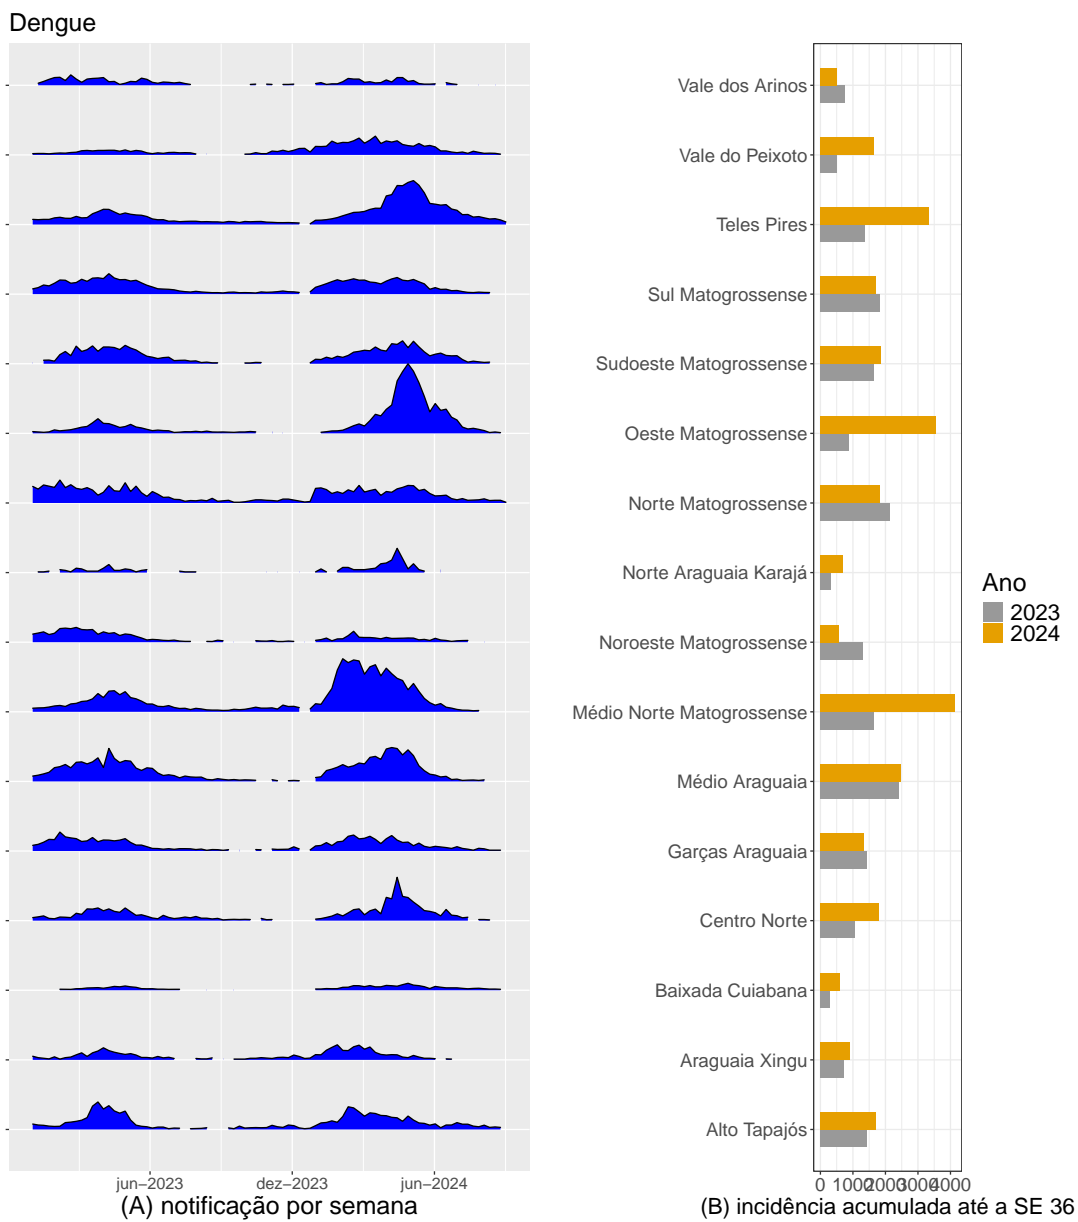 Dengue
Vale dos Arinos
Vale do Peixoto
Teles Pires
Sul Matogrossense
Sudoeste Matogrossense
Oeste Matogrossense
Norte Matogrossense
Norte Araguaia Karajá
Noroeste Matogrossense
Médio Norte Matogrossense
Médio Araguaia
Garças Araguaia
Centro Norte
Baixada Cuiabana
Araguaia Xingu
Alto Tapajós
Ano
2023
2024
jun−2023 dez−2023 jun−2024
0 1000 2000 3000 4000
(A) notificação por semana
(B) incidência acumulada até a SE 36